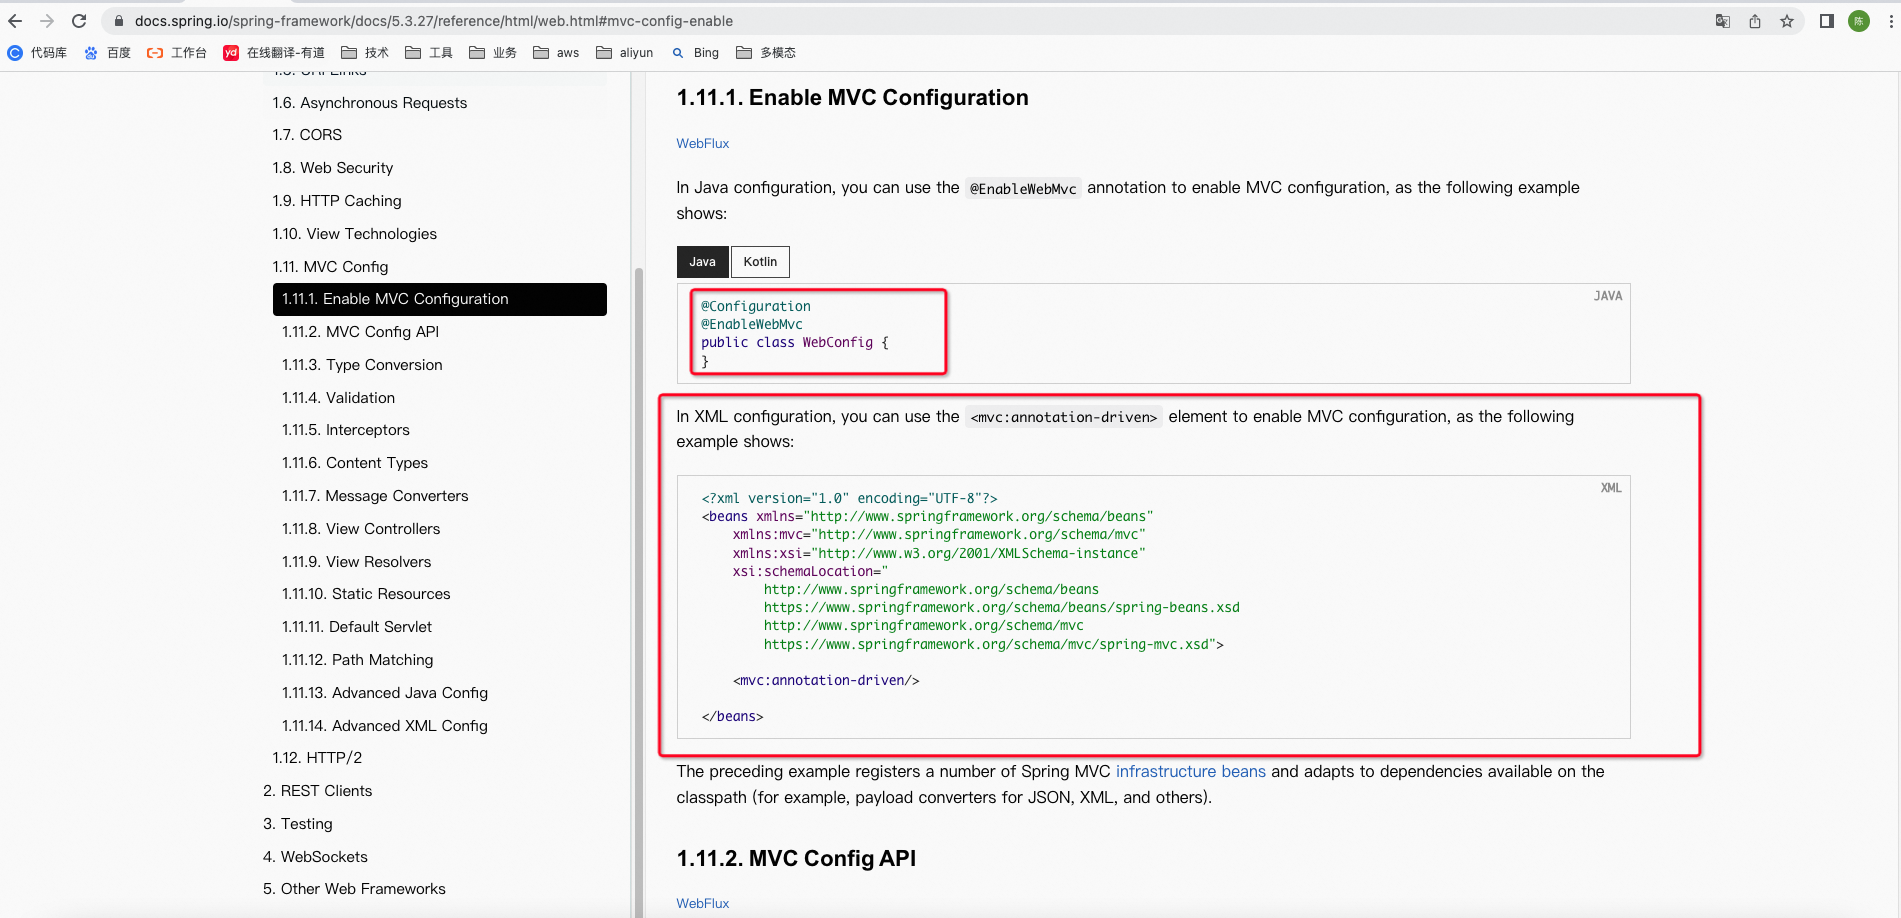 docs.spring.io/spring-framework/docs/5.3.27/reference/html/web.html#mvc-config-enable
陈
代码库 百度 工作台 yd 在线翻译-有道 技术 工具 业务 aws aliyun Bing 多模态
1.6. Asynchronous Requests
1.7. CORS
1.8. Web Security
1.9. HTTP Caching
1.10. View Technologies
1.11. MVC Config
1.11.1. Enable MVC Configuration
1.11.2. MVC Config API
1.11.3. Type Conversion
1.11.4. Validation
1.11.5. Interceptors
1.11.6. Content Types
1.11.7. Message Converters
1.11.8. View Controllers
1.11.9. View Resolvers
1.11.10. Static Resources
1.11.11. Default Servlet
1.11.12. Path Matching
1.11.13. Advanced Java Config
1.11.14. Advanced XML Config
1.12. HTTP/2
2. REST Clients
3. Testing
4. WebSockets
5. Other Web Frameworks
1.11.1. Enable MVC Configuration
WebFlux
In Java configuration, you can use the @EnableWebMvc annotation to enable MVC configuration, as the following example
shows:
Java Kotlin
JAVA
@Configuration
@EnableWebMvc
public class WebConfig {
}
In XML configuration, you can use the <mvc:annotation-driven> element to enable MVC configuration, as the following
example shows:
XML
<?xml version="1.0" encoding="UTF-8"?>
<beans xmlns="http://www.springframework.org/schema/beans"
xmlns:mvc="http://www.springframework.org/schema/mvc"
xmlns:xsi="http://www.w3.org/2001/XMLSchema-instance"
xsi:schemaLocation="
http://www.springframework.org/schema/beans
https://www.springframework.org/schema/beans/spring-beans.xsd
http://www.springframework.org/schema/mvc
https://www.springframework.org/schema/mvc/spring-mvc.xsd">
<mvc:annotation-driven/>
</beans>
The preceding example registers a number of Spring MVC infrastructure beans and adapts to dependencies available on the
classpath (for example, payload converters for JSON, XML, and others).
1.11.2. MVC Config API
WebFlux